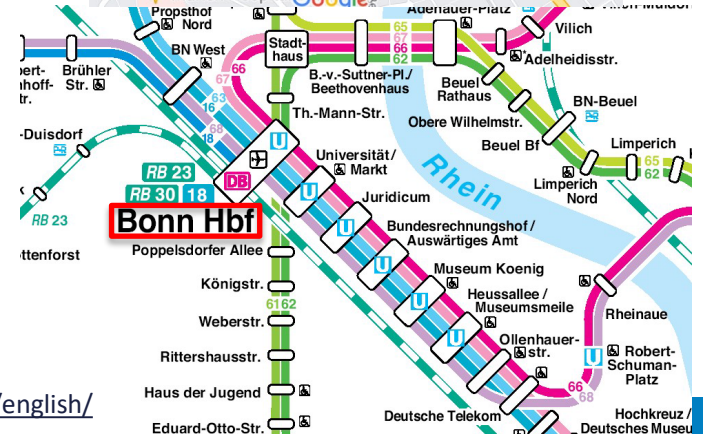 Google
Propsthof
Nord
BN West
Brühler
Str.
-Duisdorf
RB 23
ttenforst
Stadt-
haus
67
66
63
16
68
18
Th.-Mann-Str.
65
67
66
62
B.-v.-Suttner-Pl./
Beethovenhaus
Adenauer-Platz
Vilich
Adelheidisstr.
Beuel
Rathaus
BN-Beuel
Obere Wilhelmstr.
Beuel Bf
Limperich
65
62
Limperich
Nord
Rhein
U
DB
RB 23
RB 30 18
Bonn Hbf
Universität/
Markt
U
Juridicum
U
Bundesrechnungshof /
Auswärtiges Amt
U
Museum Koenig
U
Heussallee /
Museumsmeile
U
Ollenhauer-
str.
Poppelsdorfer Allee
Königstr.
61 62
Weberstr.
Rittershausstr.
Haus der Jugend
Eduard-Otto-Str.
Rheinaue
U
Robert-
Schuman-
Platz
66
68
Deutsche Telekom
Hochkreuz /
Deutsches Museum
/english/